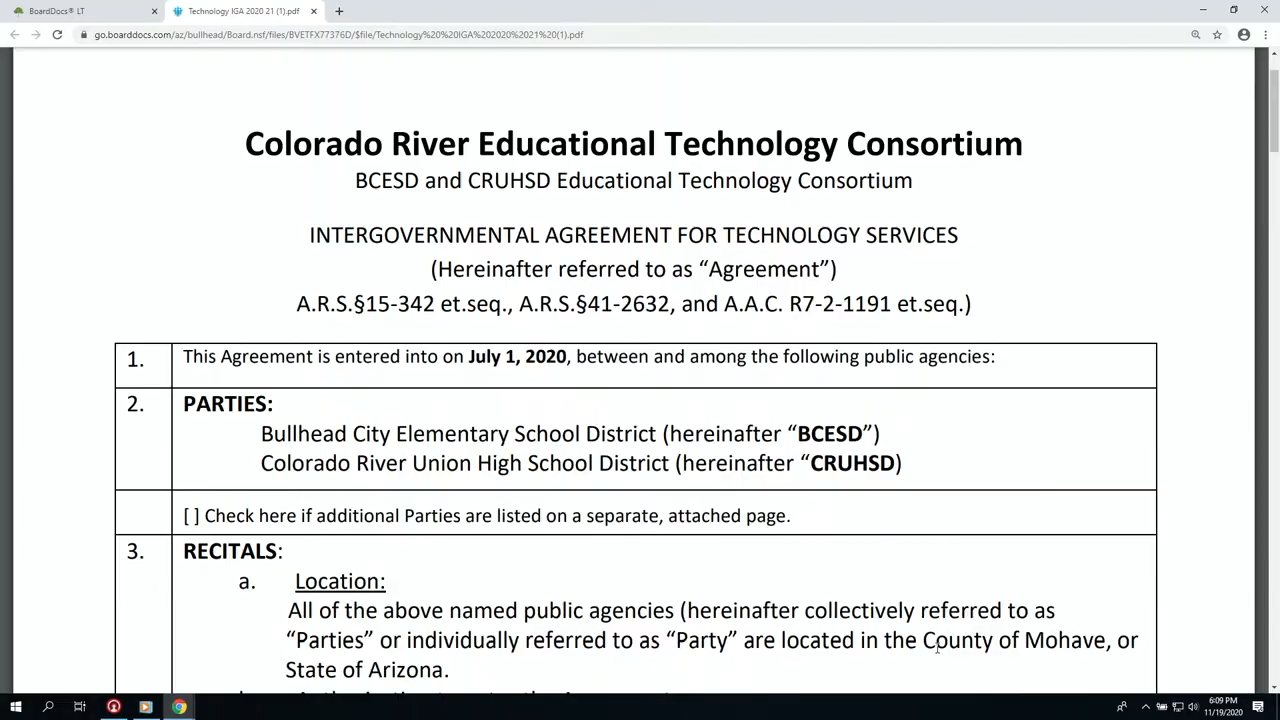 BoardDocs® LT
Technology IGA 2020 21 (1).pdf
go.boarddocs.com/az/bullhead/Board.nsf/files/BVETFX77376D/$file/Technology%20%20IGA%202020%2021%20(1).pdf
Colorado River Educational Technology Consortium
BCESD and CRUHSD Educational Technology Consortium
INTERGOVERNMENTAL AGREEMENT FOR TECHNOLOGY SERVICES
(Hereinafter referred to as “Agreement”)
A.R.S.§15-342 et.seq., A.R.S.§41-2632, and A.A.C. R7-2-1191 et.seq.)
1. This Agreement is entered into on July 1, 2020, between and among the following public agencies:
2. PARTIES:
Bullhead City Elementary School District (hereinafter “BCESD”)
Colorado River Union High School District (hereinafter “CRUHSD)
[ ] Check here if additional Parties are listed on a separate, attached page.
3. RECITALS:
a. Location:
All of the above named public agencies (hereinafter collectively referred to as
“Parties” or individually referred to as “Party” are located in the County of Mohave, or
State of Arizona.
6:09 PM
11/19/2020